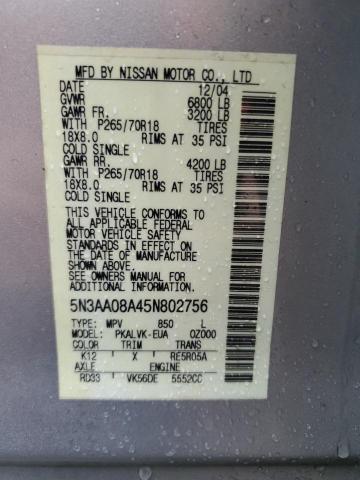 MFD BY NISSAN MOTOR CO., LTD
DATE 12/04
GVWR 6800 LB
GAWR FR. 3200 LB
WITH P265/70R18 TIRES
18X8.0 RIMS AT 35 PSI
COLD SINGLE
GAWR RR. 4200 LB
WITH P265/70R18 TIRES
18X8.0 RIMS AT 35 PSI
COLD SINGLE
THIS VEHICLE CONFORMS TO
ALL APPLICABLE FEDERAL
MOTOR VEHICLE SAFETY
STANDARDS IN EFFECT ON
THE DATE OF MANUFACTURE
SHOWN ABOVE.
SEE OWNERS MANUAL FOR
ADDITIONAL INFORMATION.
5N3AA08A45N802756
TYPE: MPV 850 L
MODEL: PKALVK-EUA 0Z000
COLOR TRIM TRANS
K12 X RE5R05A
AXLE ENGINE
RD33 VK56DE 5552CC